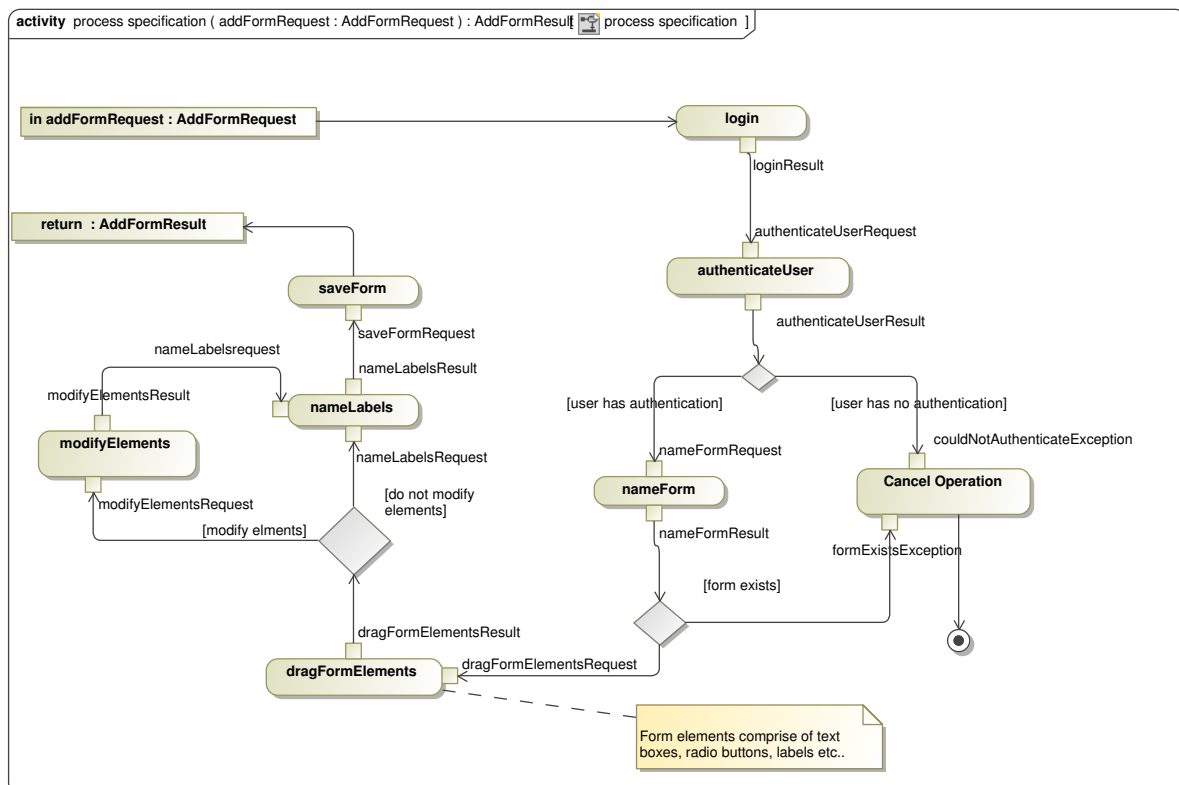 activity process specification ( addFormRequest : AddFormRequest ) : AddFormResult[ process specification ]
in addFormRequest : AddFormRequest
login
loginResult
return : AddFormResult
authenticateUserRequest
authenticateUser
saveForm
authenticateUserResult
saveFormRequest
nameLabelsrequest
nameLabelsResult
modifyElementsResult
nameLabels
[user has authentication]
[user has no authentication]
modifyElements
couldNotAuthenticateException
nameLabelsRequest
nameFormRequest
Cancel Operation
nameForm
modifyElementsRequest
[do not modify
elements]
[modify elments]
nameFormResult
formExistsException
[form exists]
dragFormElementsResult
dragFormElementsRequest
dragFormElements
Form elements comprise of text
boxes, radio buttons, labels etc..